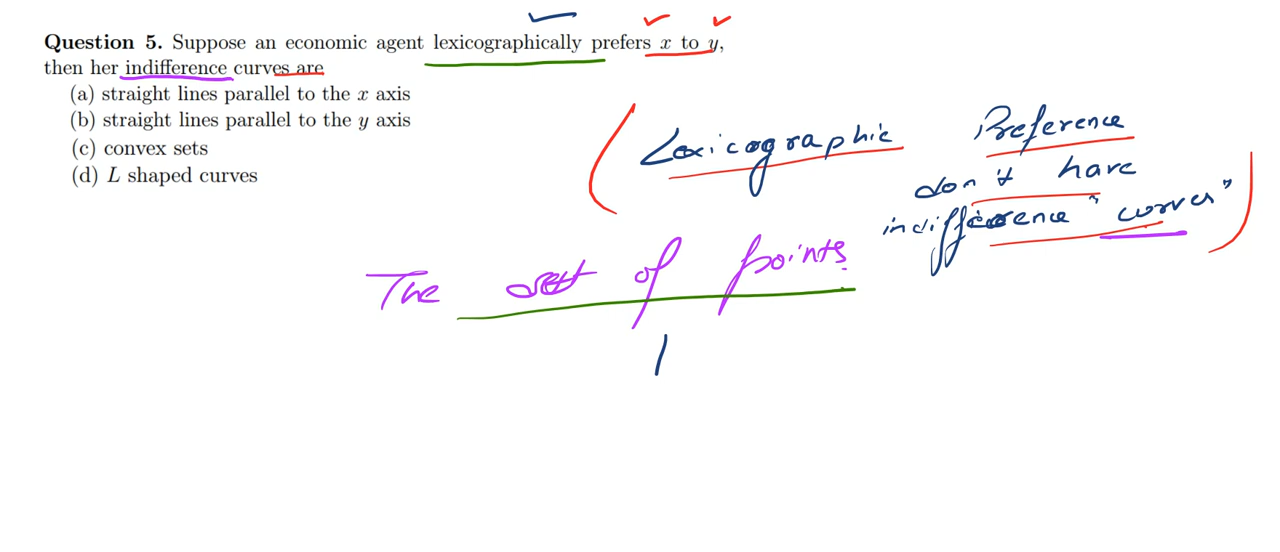 Question 5. Suppose an economic agent lexicographically prefers x to y,
then her indifference curves are
(a) straight lines parallel to the x axis
(b) straight lines parallel to the y axis
(c) convex sets
(d) L shaped curves
Lexicographic Preference
don't have
indifference "curves"
The set of points